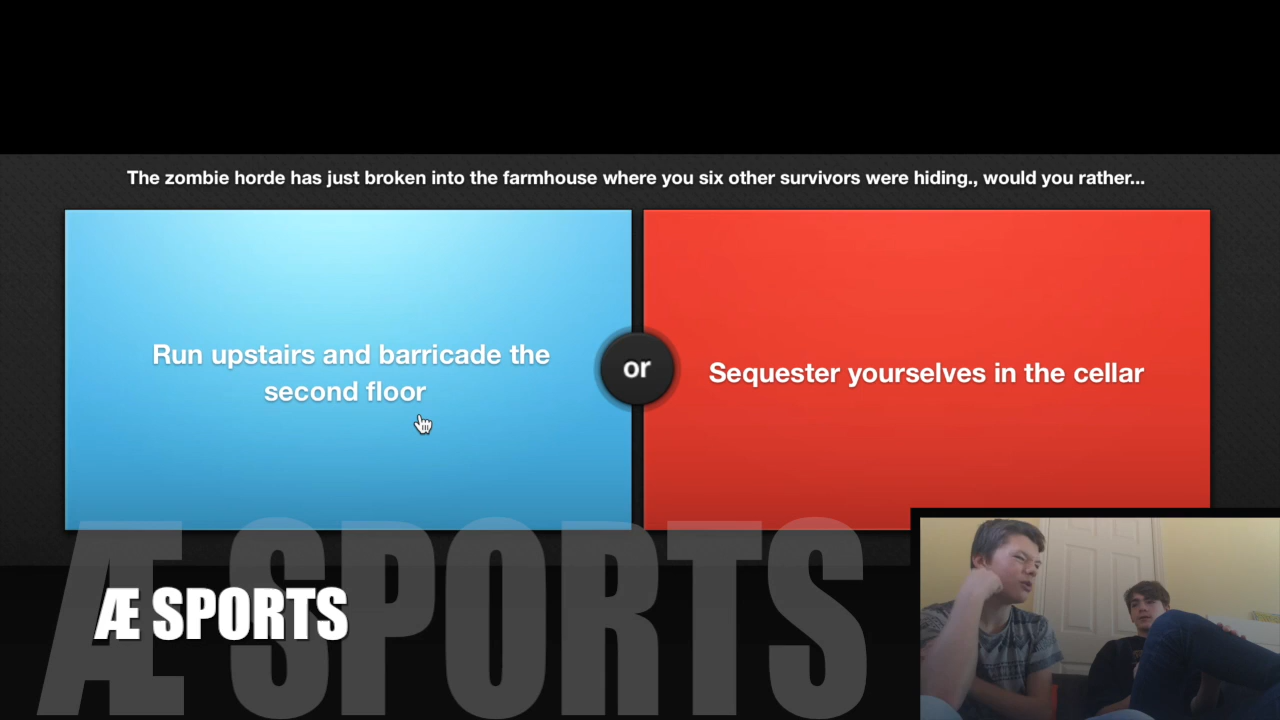 The zombie horde has just broken into the farmhouse where you six other survivors were hiding., would you rather...
Run upstairs and barricade the
second floor
or
Sequester yourselves in the cellar
Æ SPORTS
Æ SPORTS